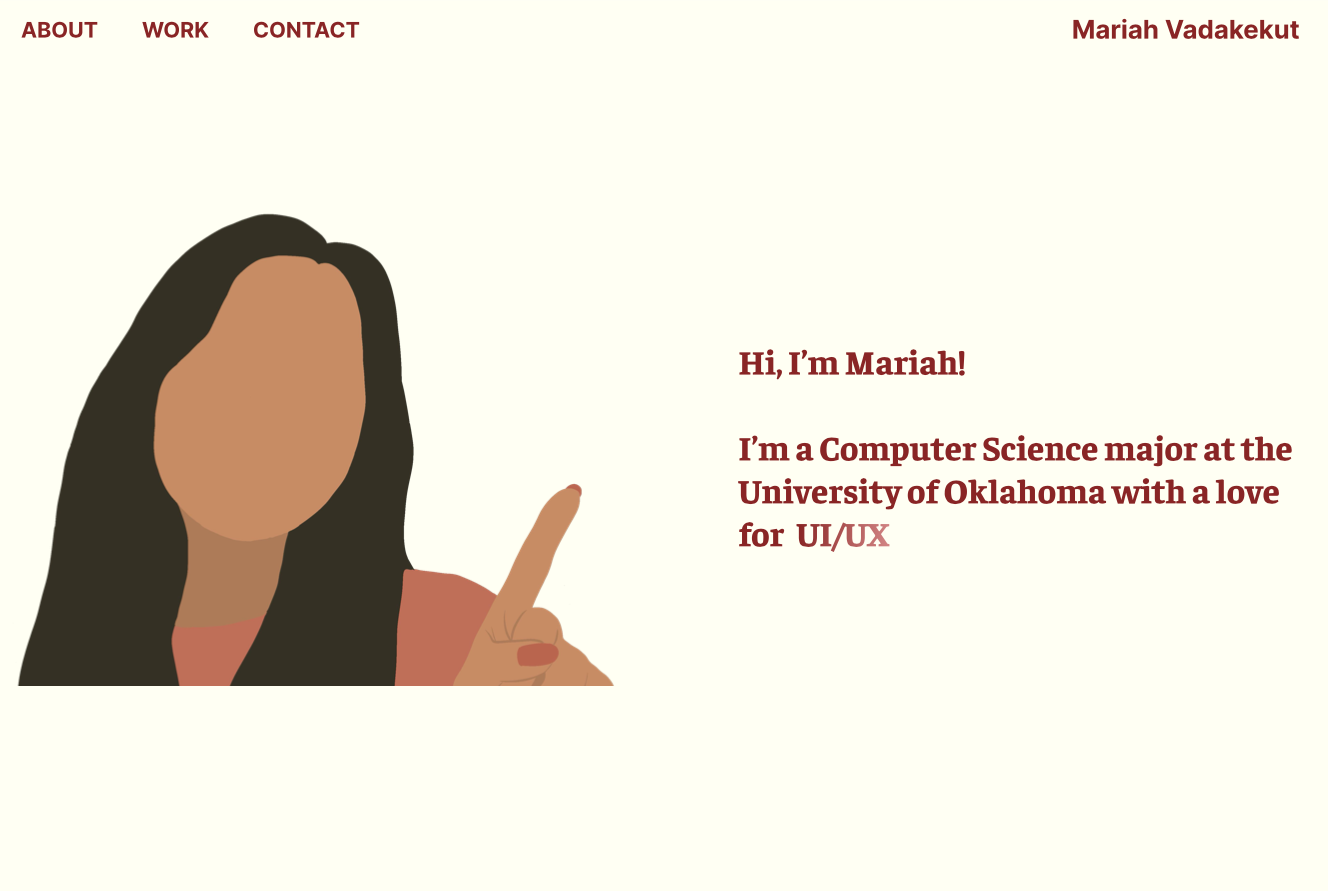 ABOUT WORK CONTACT Mariah Vadakekut
Hi, I’m Mariah!
I’m a Computer Science major at the
University of Oklahoma with a love
for UI/UX